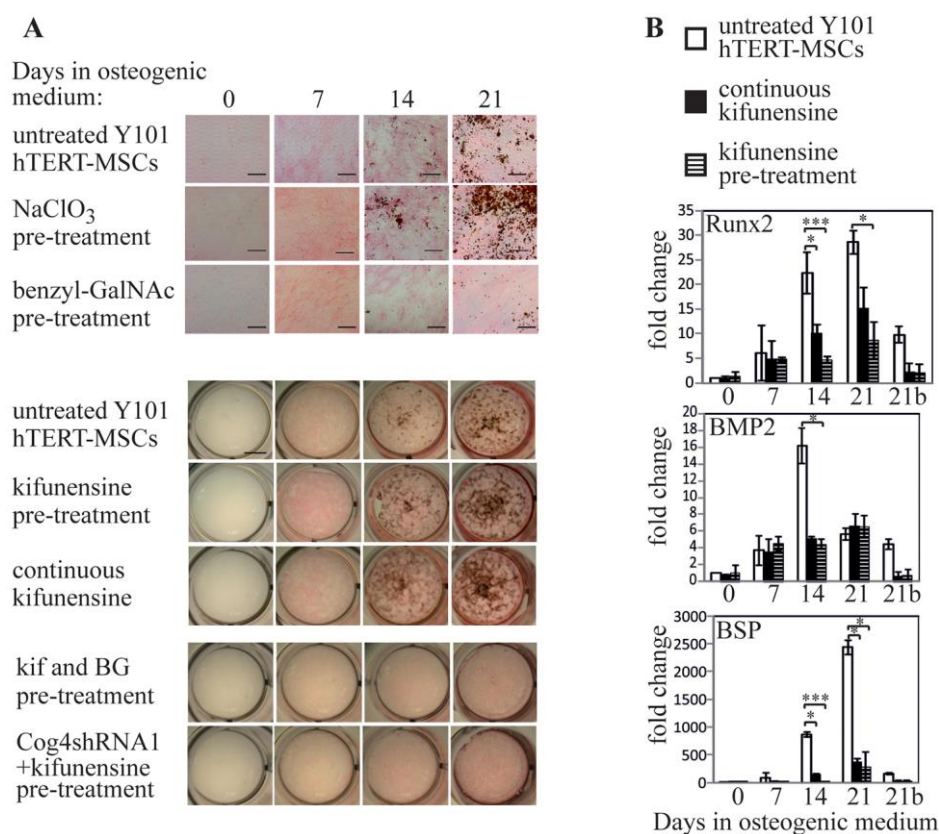 A
Days in osteogenic
medium:
0 7 14 21
untreated Y101
hTERT-MSCs
NaClO3
pre-treatment
benzyl-GalNAc
pre-treatment
untreated Y101
hTERT-MSCs
kifunensine
pre-treatment
continuous
kifunensine
kif and BG
pre-treatment
Cog4shRNA1
+kifunensine
pre-treatment
B
untreated Y101
hTERT-MSCs
continuous
kifunensine
kifunensine
pre-treatment
Runx2
fold change
35
30
25
20
15
10
5
0
*** * *
0 7 14 21 21b
BMP2
fold change
20
18
16
14
12
10
8
6
4
2
0
*
0 7 14 21 21b
BSP
fold change
3000
2500
2000
1500
1000
500
0
*** * * *
0 7 14 21 21b
Days in osteogenic medium